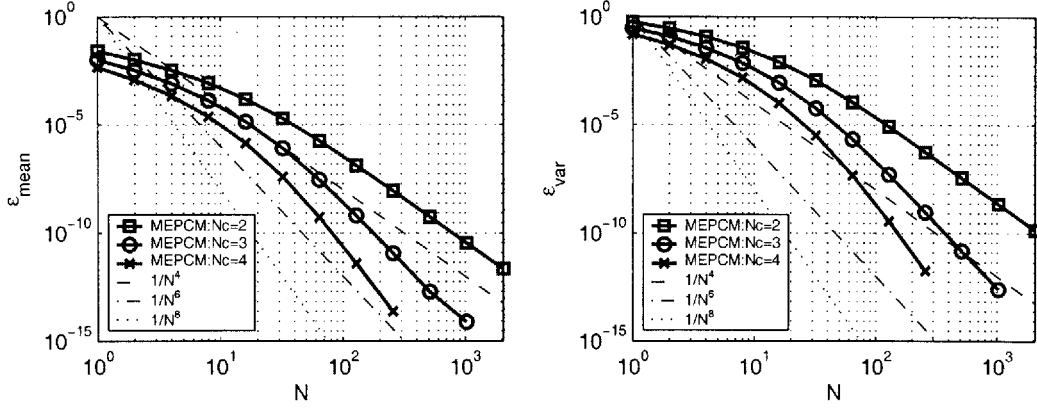 10^0
10^-5
10^-10
10^-15
ε_mean
MEPCM:Nc=2
MEPCM:Nc=3
MEPCM:Nc=4
1/N^4
1/N^6
1/N^8
10^0
10^1
10^2
10^3
N
10^0
10^-5
10^-10
10^-15
ε_var
MEPCM:Nc=2
MEPCM:Nc=3
MEPCM:Nc=4
1/N^4
1/N^6
1/N^8
10^0
10^1
10^2
10^3
N